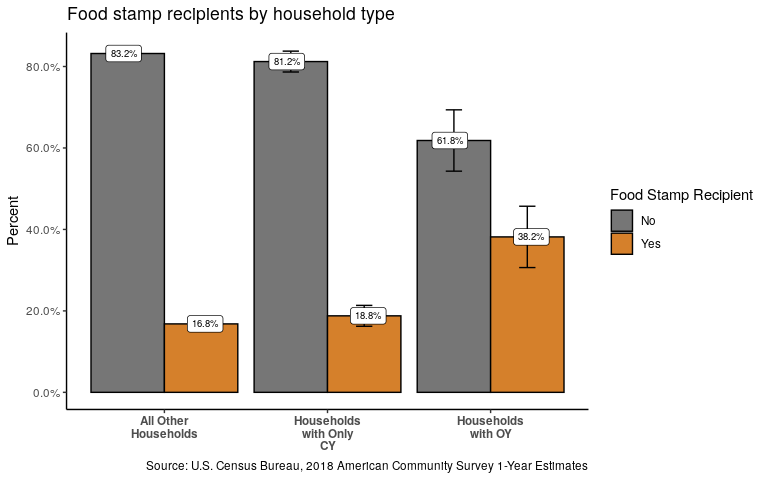 Food stamp recipients by household type
Percent
80.0%
60.0%
40.0%
20.0%
0.0%
83.2%
16.8%
81.2%
18.8%
61.8%
38.2%
All Other
Households
Households
with Only
CY
Households
with OY
Food Stamp Recipient
No
Yes
Source: U.S. Census Bureau, 2018 American Community Survey 1-Year Estimates